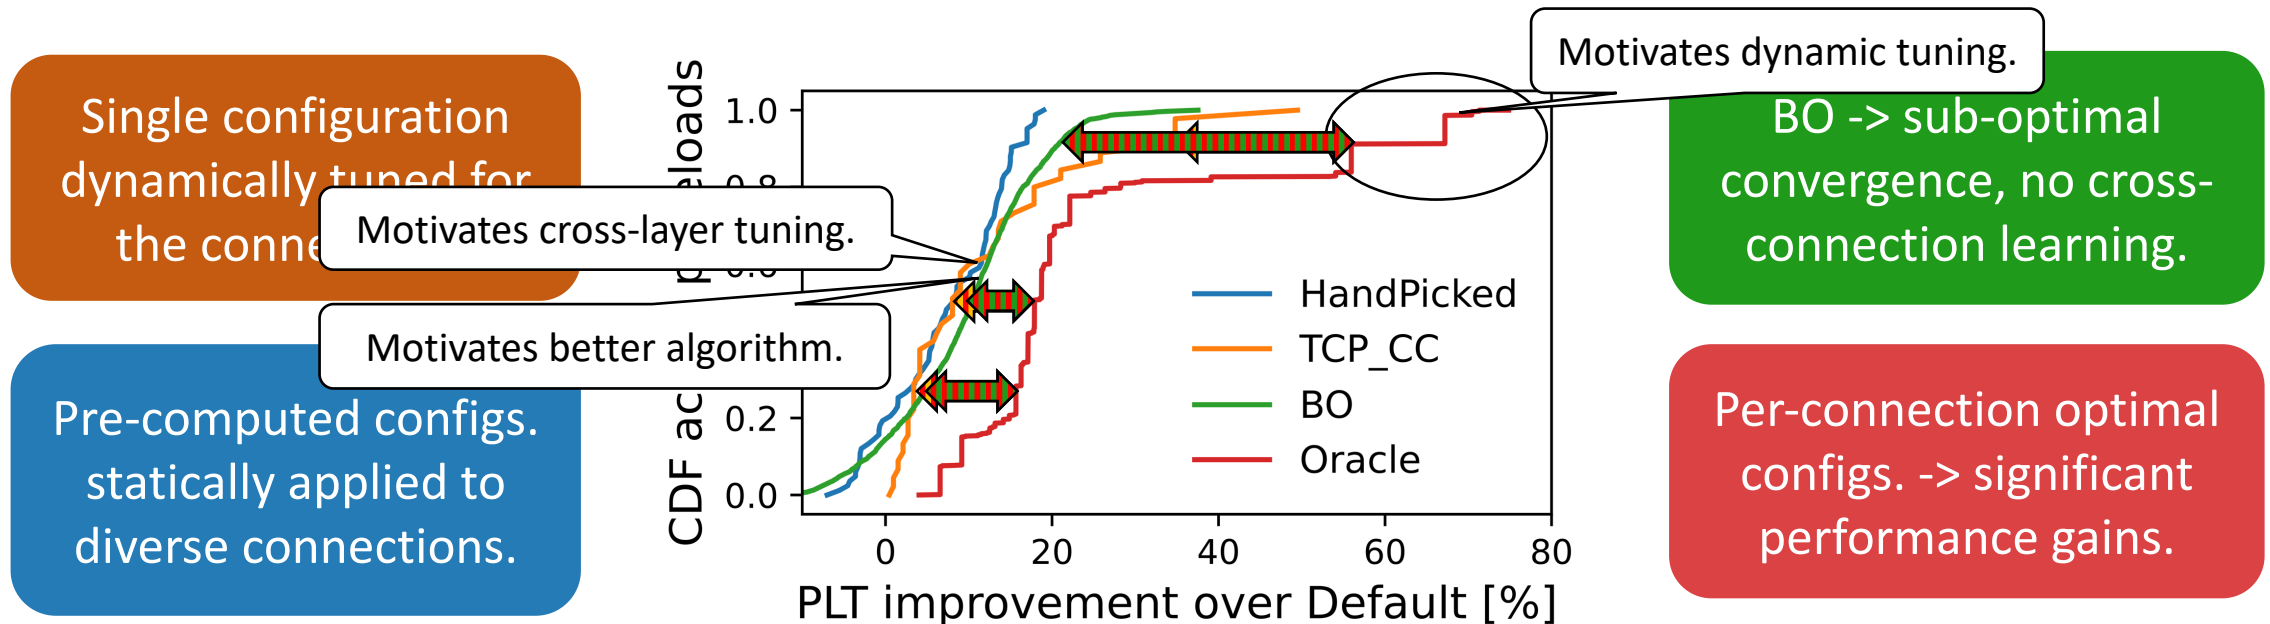 Single configuration
dynamically tuned for
the conne
Pre-computed configs.
statically applied to
diverse connections.
Motivates cross-layer tuning.
Motivates better algorithm.
Motivates dynamic tuning.
BO -> sub-optimal
convergence, no cross-
connection learning.
Per-connection optimal
configs. -> significant
performance gains.
CDF ac
eloads
1.0
0.8
0.6
0.2
0.0
0
20
40
60
80
PLT improvement over Default [%]
HandPicked
TCP_CC
BO
Oracle